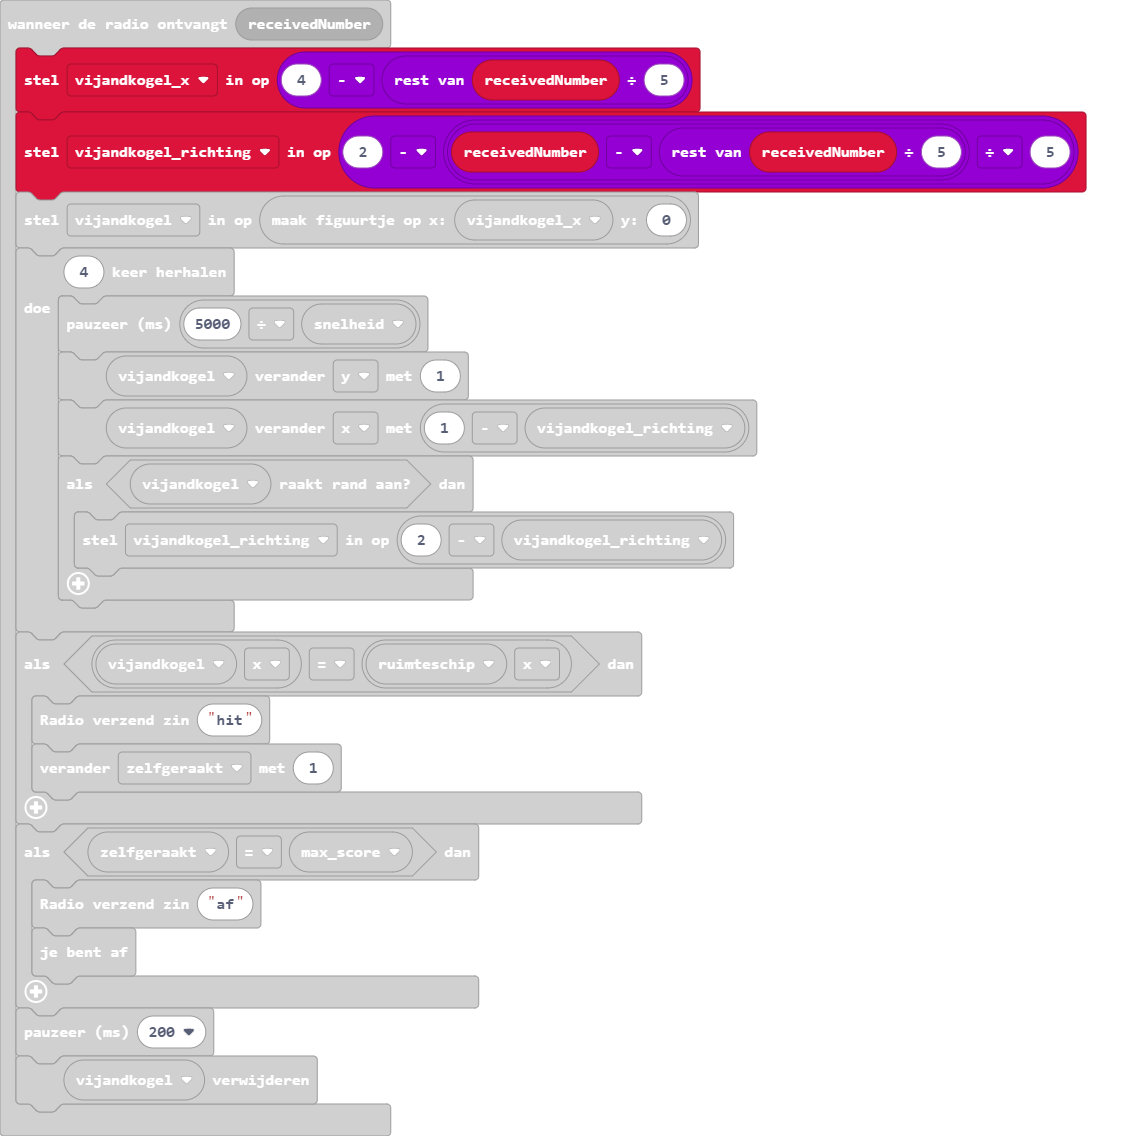 wanneer de radio ontvangt receivedNumber
stel vijandkogel_x in op 4 - rest van receivedNumber ÷ 5
stel vijandkogel_richting in op 2 - receivedNumber - rest van receivedNumber ÷ 5 ÷ 5
stel vijandkogel in op maak figuurtje op x: vijandkogel_x y: 0
4 keer herhalen
doe
pauzeer (ms) 5000 ÷ snelheid
vijandkogel verander y met 1
vijandkogel verander x met 1 - vijandkogel_richting
als vijandkogel raakt rand aan? dan
stel vijandkogel_richting in op 2 - vijandkogel_richting
als vijandkogel x = ruimteschip x dan
Radio verzend zin "hit"
verander zelfgeraakt met 1
als zelfgeraakt = max_score dan
Radio verzend zin "af"
je bent af
pauzeer (ms) 200
vijandkogel verwijderen